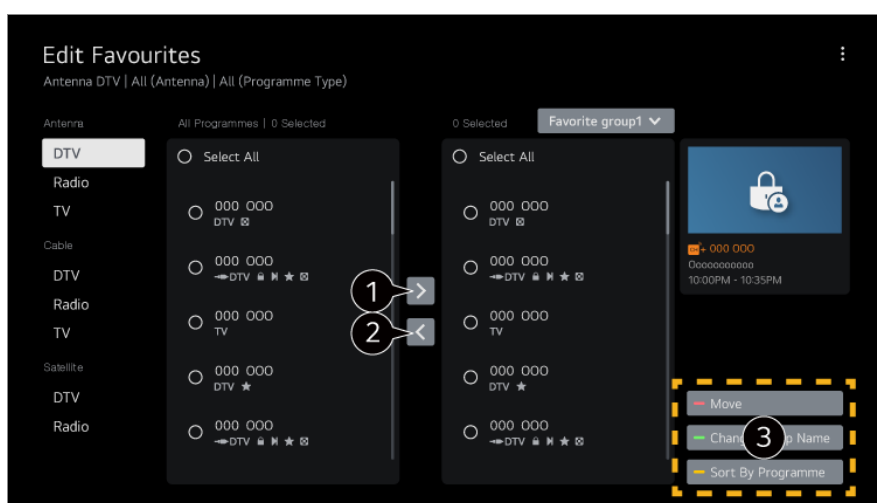 Edit Favourites
Antenna DTV | All (Antenna) | All (Programme Type)
Antenna
DTV
Radio
TV
Cable
DTV
Radio
TV
Satellite
DTV
Radio
All Programmes | 0 Selected
Select All
000 000
DTV
000 000
DTV
000 000
TV
000 000
DTV
000 000
DTV
1
2
0 Selected
Favorite group1
Select All
000 000
DTV
000 000
DTV
000 000
TV
000 000
DTV
000 000
DTV
+ 000 000
Oooooooooo
10:00PM - 10:35PM
Move
3
Name
Sort By Programme